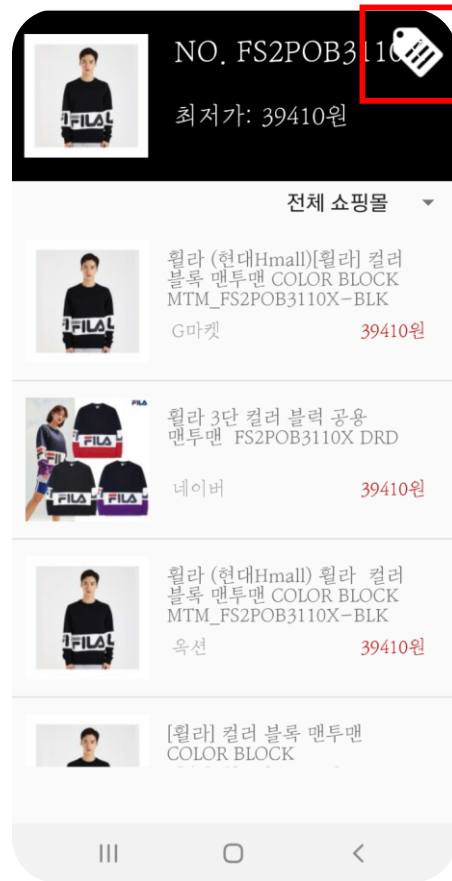 NO. FS2POB3110
최저가: 39410원
전체 쇼핑몰
휠라 (현대Hmall)[휠라] 컬러
블록 맨투맨 COLOR BLOCK
MTM_FS2POB3110X-BLK
G마켓 39410원
FILA
휠라 3단 컬러 블럭 공용
맨투맨 FS2POB3110X DRD
FILA
FILA
FILA
네이버 39410원
휠라 (현대Hmall) 휠라 컬러
블록 맨투맨 COLOR BLOCK
MTM_FS2POB3110X-BLK
FILA
옥션 39410원
[휠라] 컬러 블록 맨투맨
COLOR BLOCK